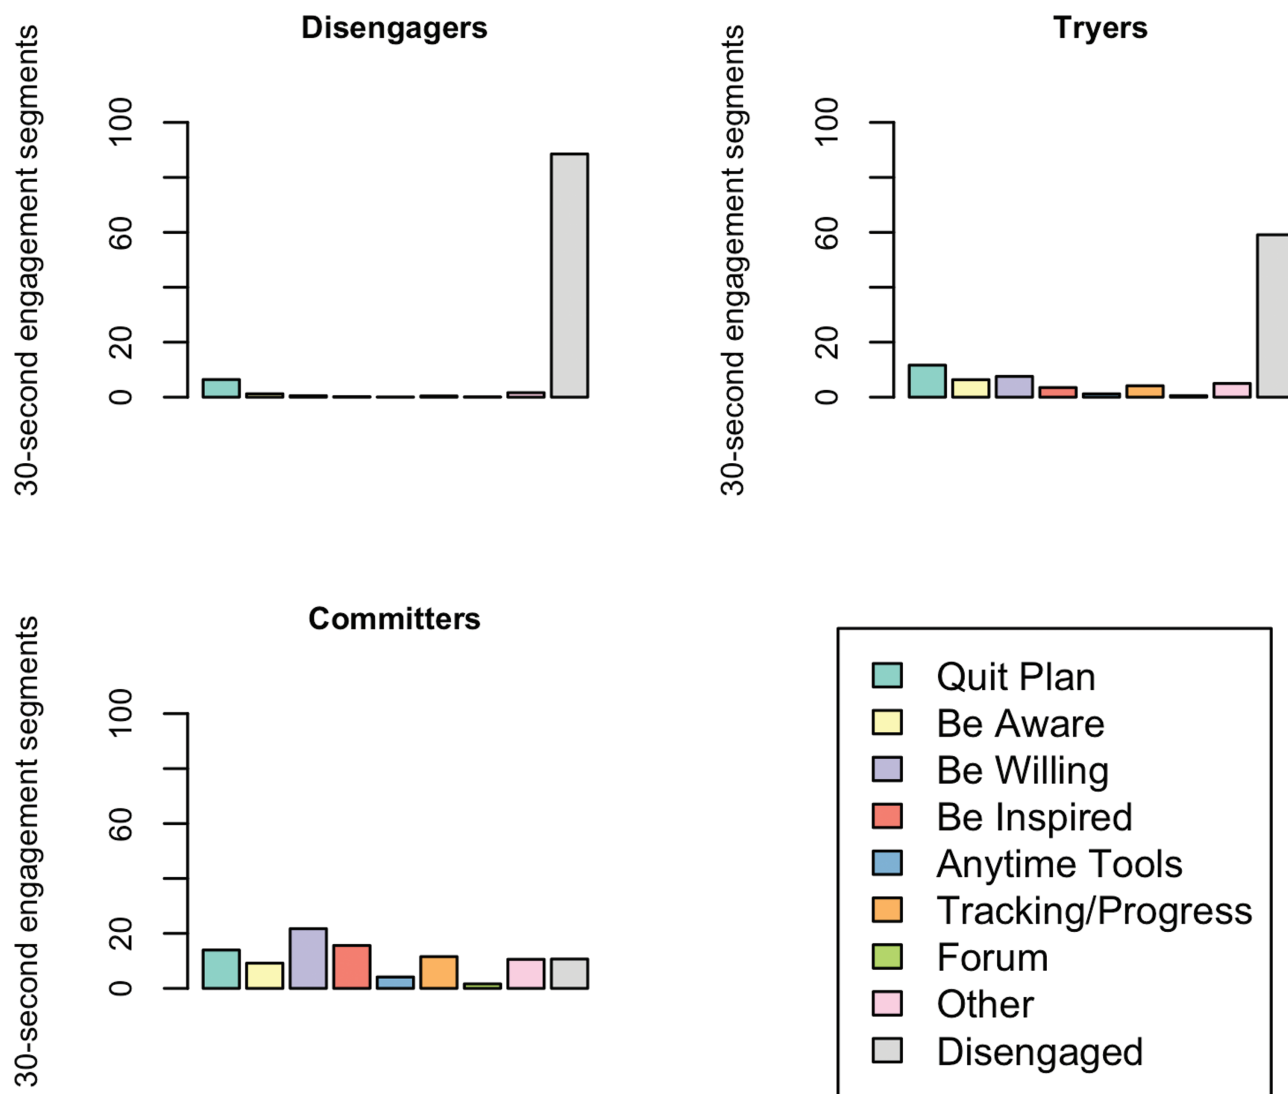 Disengagers
30-second engagement segments
100
60
20
0
Tryers
30-second engagement segments
100
60
20
0
Committers
30-second engagement segments
100
60
20
0
Quit Plan
Be Aware
Be Willing
Be Inspired
Anytime Tools
Tracking/Progress
Forum
Other
Disengaged